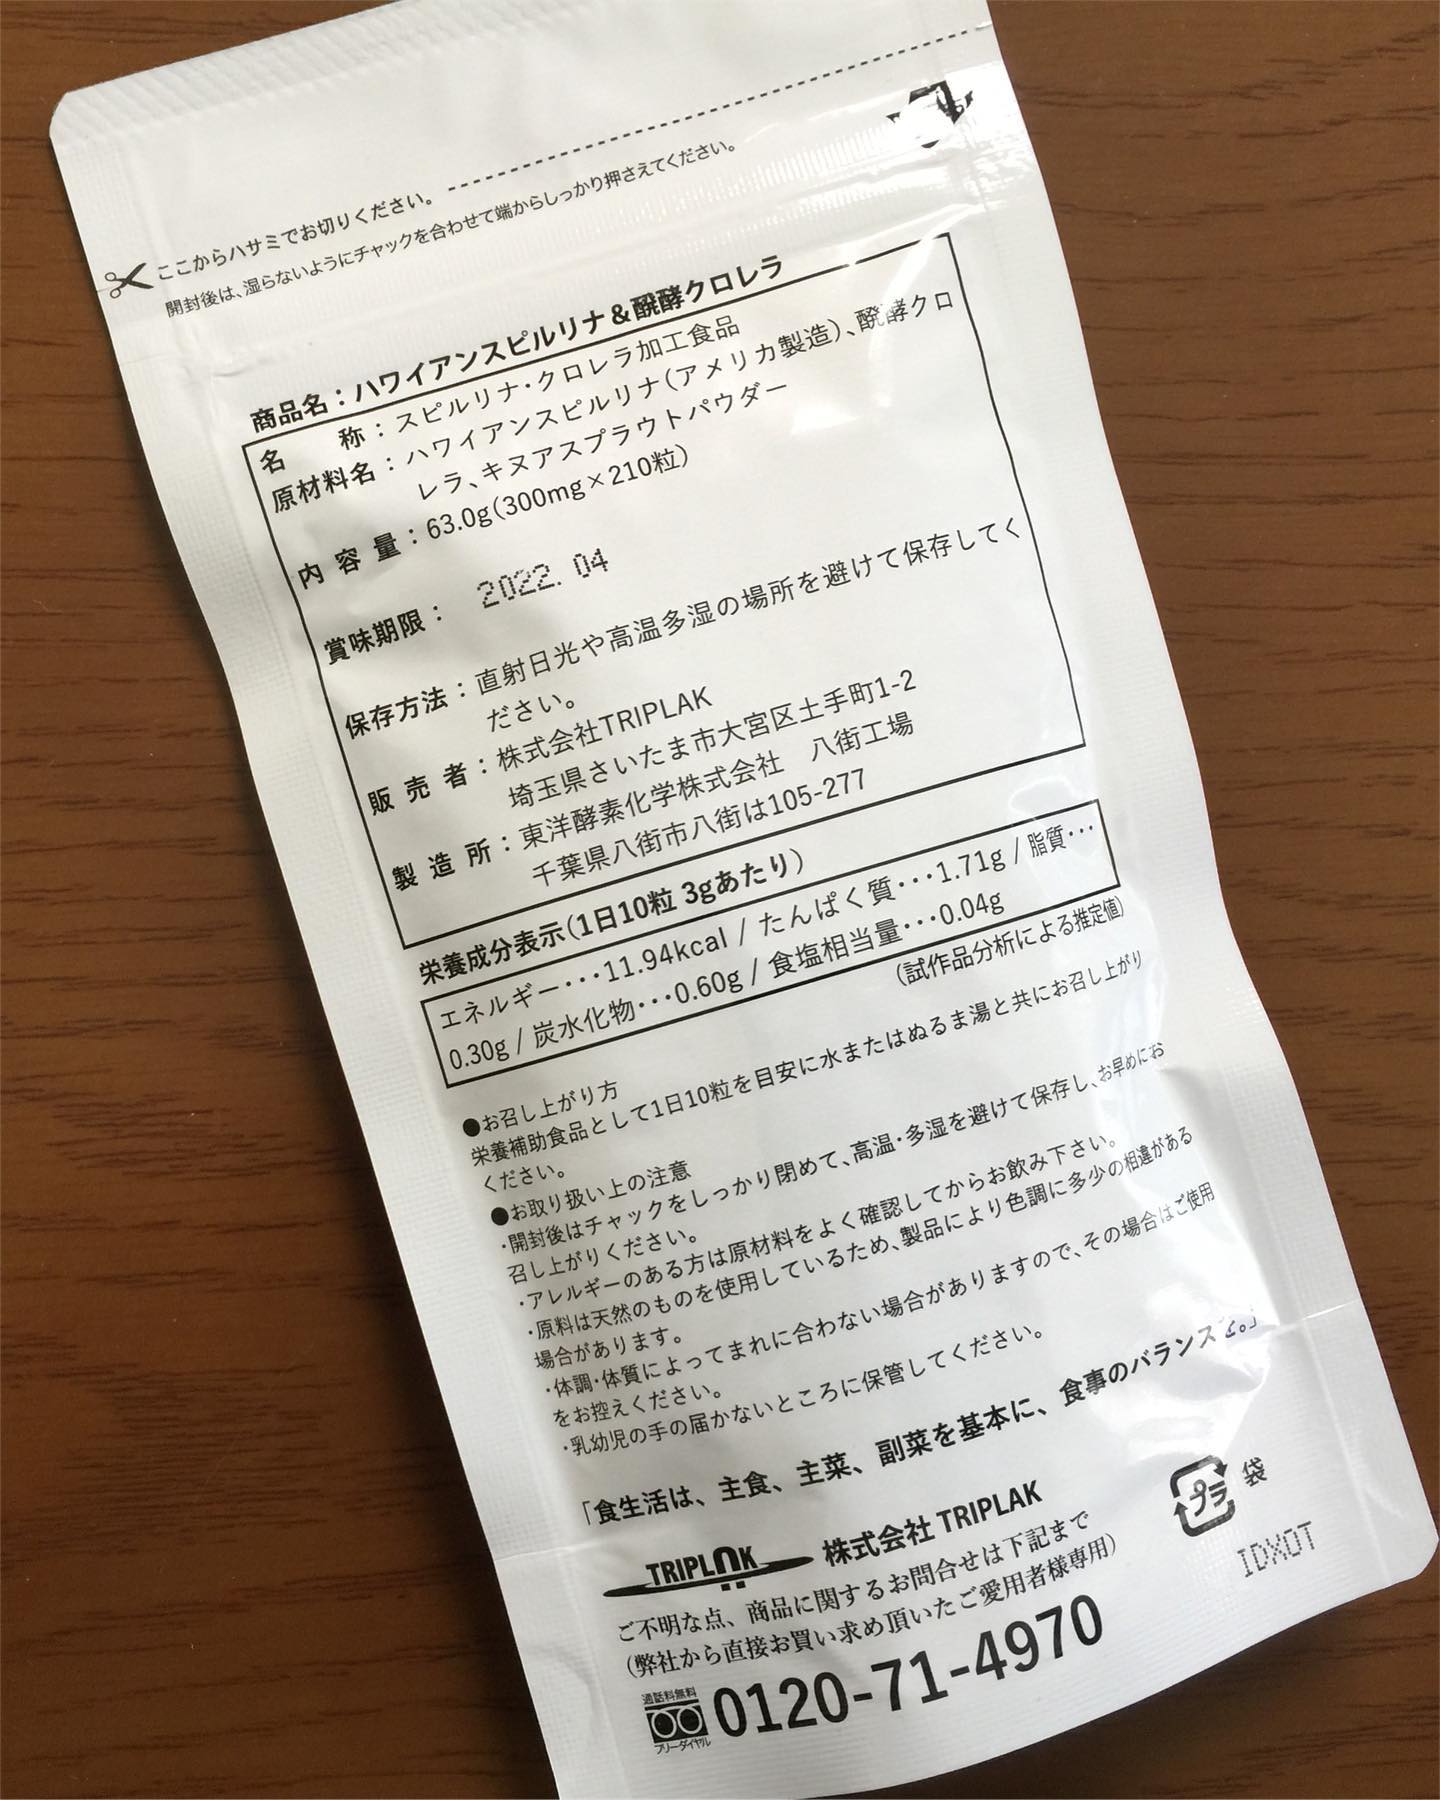 ここからハサミでお切りください。
開封後は、湿らないようにチャックを合わせて端からしっかり押さえてください。
商品名：ハワイアンスピルリナ＆醗酵クロレラ
名称：スピルリナ・クロレラ加工食品
原材料名：ハワイアンスピルリナ（アメリカ製造）、醗酵クロ
レラ、キヌアスプラウトパウダー
内容量：63.0g（300mg×210粒）
賞味期限：2022.04
保存方法：直射日光や高温多湿の場所を避けて保存してく
ださい。
販売者：株式会社TRIPLAK
埼玉県さいたま市大宮区土手町1-2
製造所：東洋酵素化学株式会社 八街工場
千葉県八街市八街は105-277
栄養成分表示（1日10粒 3gあたり）
エネルギー・・・11.94kcal / たんぱく質・・・1.71g / 脂質・・・
0.30g / 炭水化物・・・0.60g / 食塩相当量・・・0.04g
（試作品分析による推定値）
●お召し上がり方
栄養補助食品として1日10粒を目安に水またはぬるま湯と共にお召し上がり
ください。
●お取り扱い上の注意
・開封後はチャックをしっかり閉めて、高温・多湿を避けて保存し、お早めにお
召し上がりください。
・アレルギーのある方は原材料をよく確認してからお飲み下さい。
・原料は天然のものを使用しているため、製品により色調に多少の相違がある
場合があります。
・体調・体質によってまれに合わない場合がありますので、その場合はご使用
をお控えください。
・乳幼児の手の届かないところに保管してください。
「食生活は、主食、主菜、副菜を基本に、食事のバランスを。」
TRIPLAK 株式会社 TRIPLAK
プラ 袋
IDXOT
ご不明な点、商品に関するお問合せは下記まで
（弊社から直接お買い求め頂いたご愛用者様専用）
通話料無料
フリーダイヤル
0120-71-4970